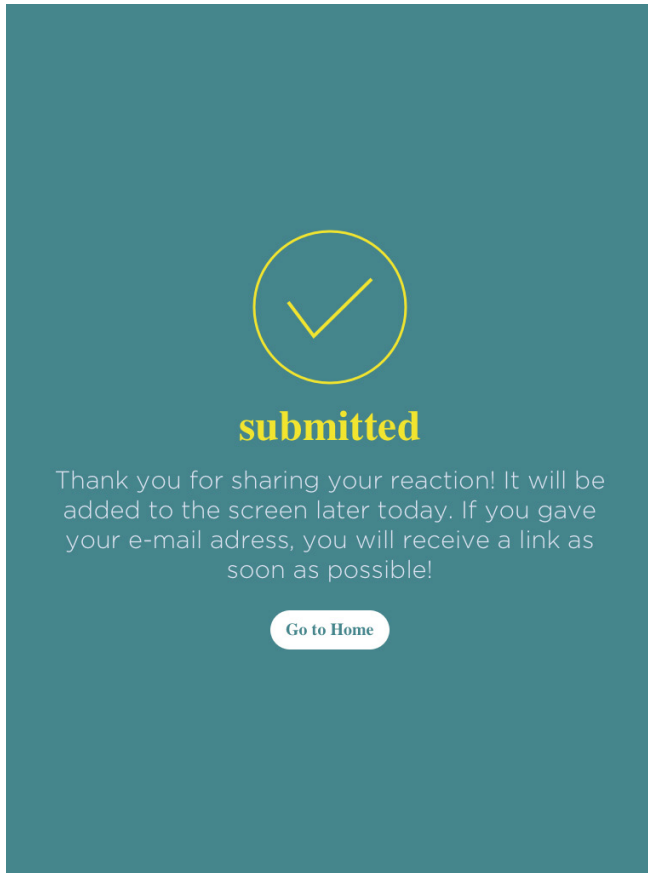 submitted
Thank you for sharing your reaction! It will be
added to the screen later today. If you gave
your e-mail adress, you will receive a link as
soon as possible!
Go to Home